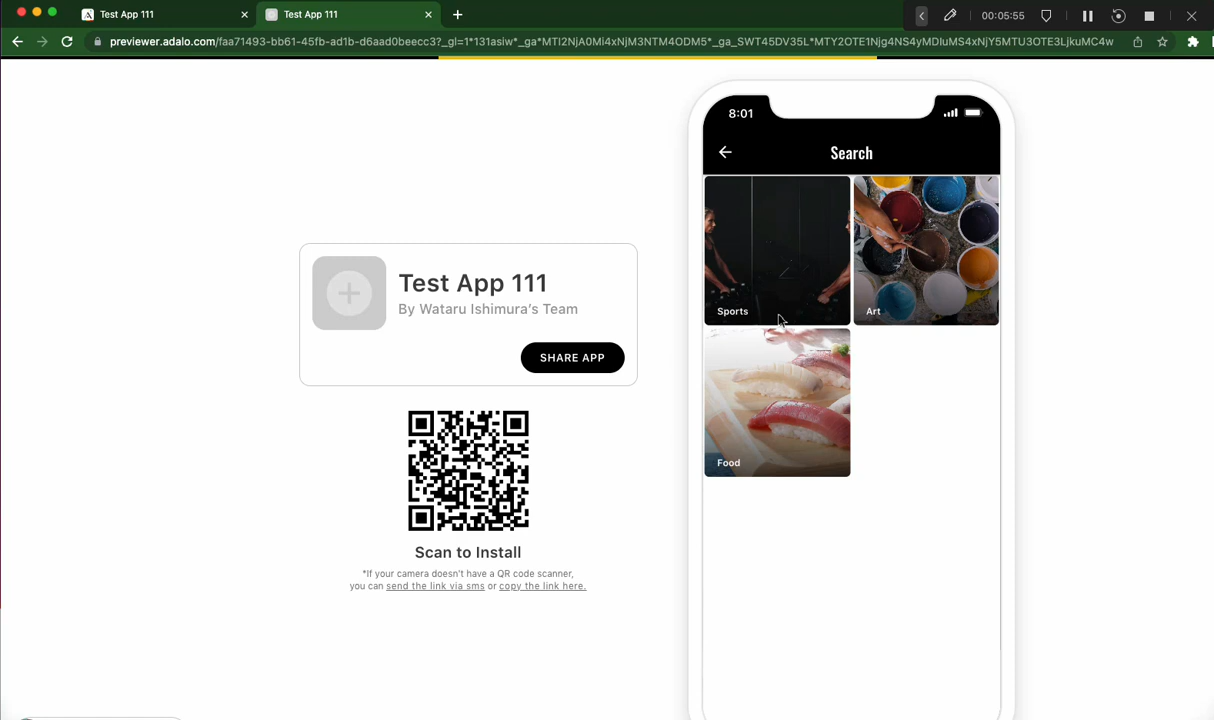 Test App 111
Test App 111
00:05:55
previewer.adalo.com/faa71493-bb61-45fb-ad1b-d6aad0beecc3?_gl=1*131asiw*_ga*MTI2NjA0Mi4xNjM3NTM4ODM5*_ga_SWT45DV35L*MTY2OTE1Njg4NS4yMDIuMS4xNjY5MTU3OTE3LjkuMC4w
8:01
Search
Sports
Art
Food
Test App 111
By Wataru Ishimura's Team
SHARE APP
Scan to Install
*If your camera doesn't have a QR code scanner,
you can send the link via sms or copy the link here.